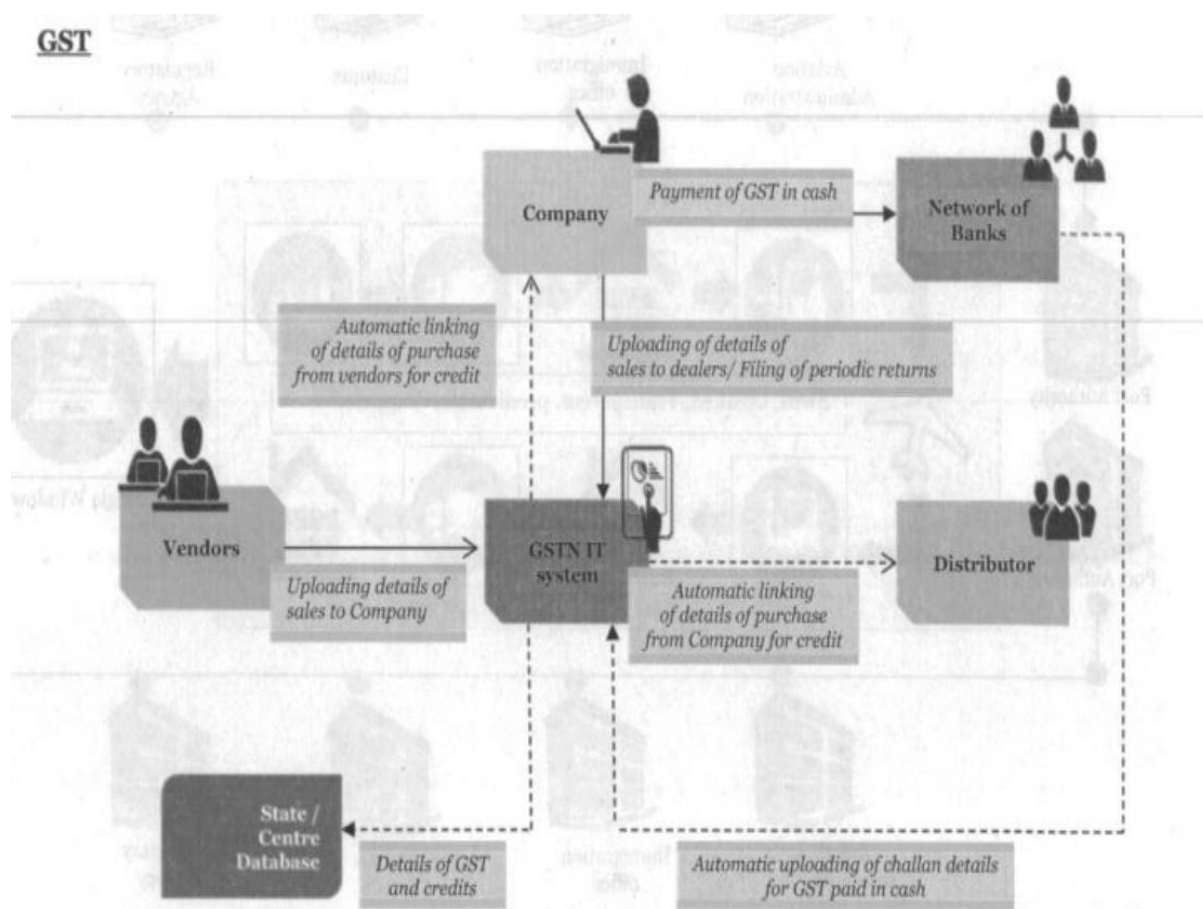 GST
Company
Payment of GST in cash
Network of
Banks
Automatic linking
of details of purchase
from vendors for credit
Uploading of details of
sales to dealers/ Filing of periodic returns
Vendors
Uploading details of
sales to Company
GSTN IT
system
Automatic linking
of details of purchase
from Company for credit
Distributor
State /
Centre
Database
Details of GST
and credits
Automatic uploading of challan details
for GST paid in cash